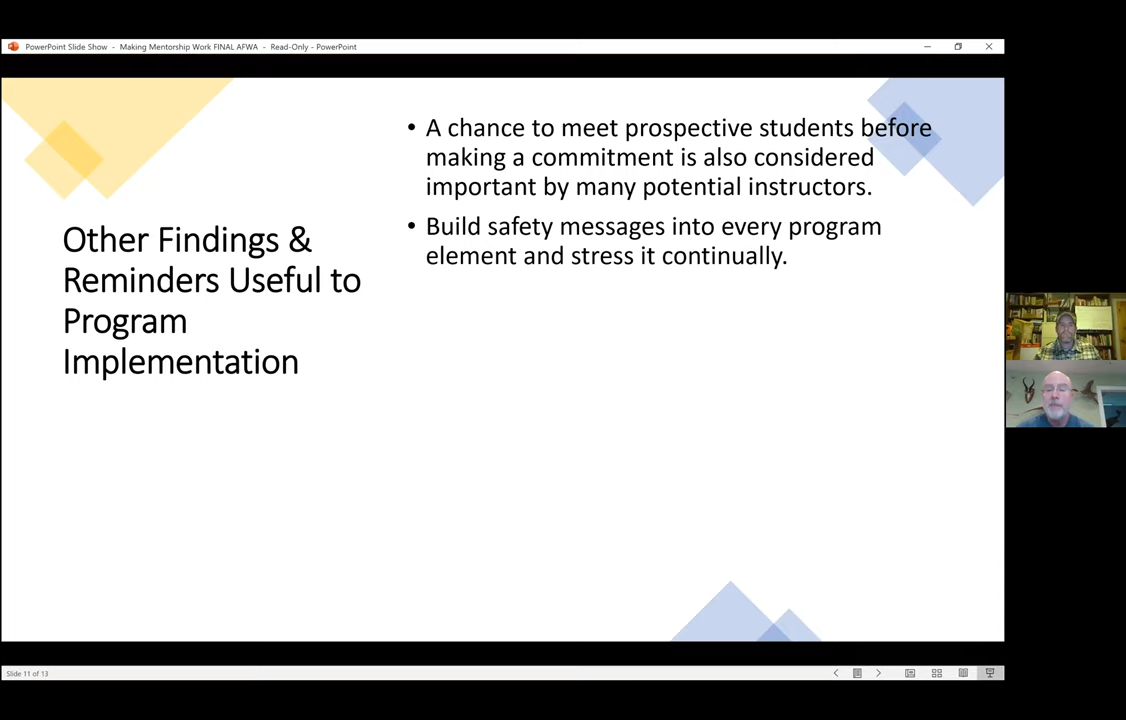 PowerPoint Slide Show - Making Mentorship Work FINAL AFWA - Read-Only - PowerPoint
Other Findings &
Reminders Useful to
Program
Implementation
• A chance to meet prospective students before
making a commitment is also considered
important by many potential instructors.
• Build safety messages into every program
element and stress it continually.
Slide 11 of 13